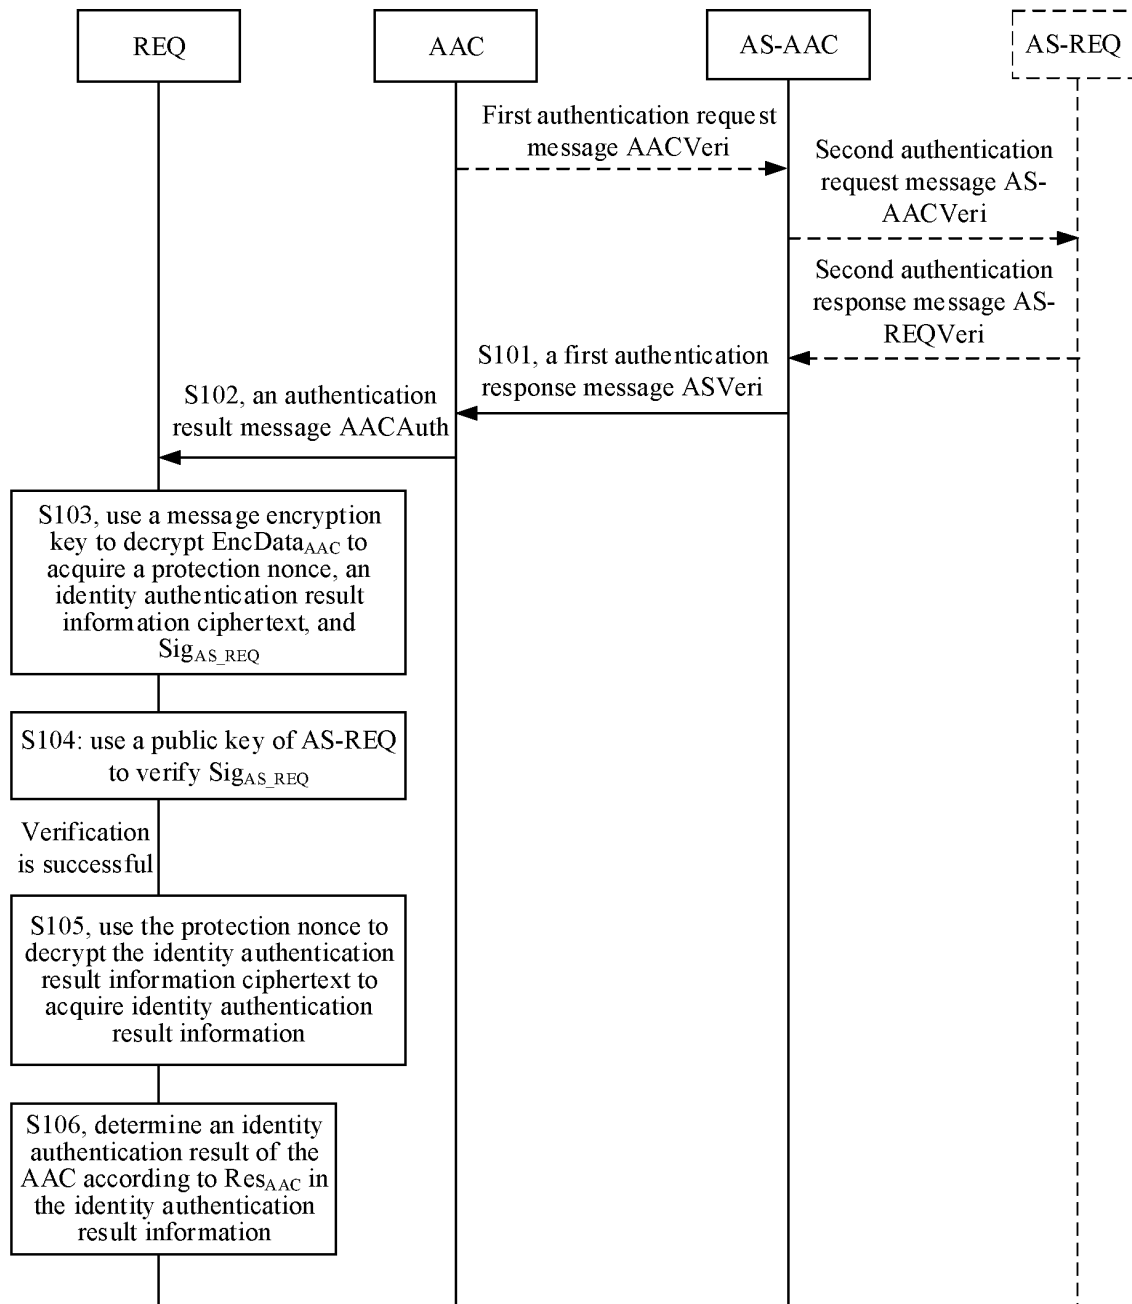 REQ
AAC
AS-AAC
AS-REQ
First authentication request
message AACVeri
Second authentication
request message AS-
AACVeri
Second authentication
response message AS-
REQVeri
S101, a first authentication
response message ASVeri
S102, an authentication
result message AACAuth
S103, use a message encryption
key to decrypt EncData_AAC to
acquire a protection nonce, an
identity authentication result
information ciphertext, and
Sig_AS_REQ
S104: use a public key of AS-REQ
to verify Sig_AS_REQ
Verification
is successful
S105, use the protection nonce to
decrypt the identity authentication
result information ciphertext to
acquire identity authentication
result information
S106, determine an identity
authentication result of the
AAC according to Res_AAC in
the identity authentication
result information